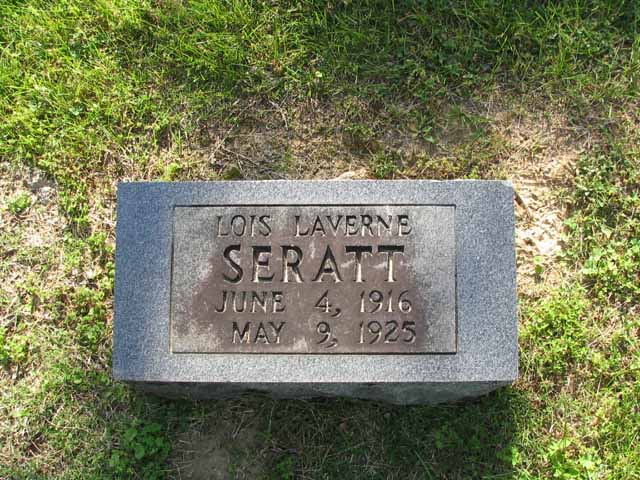 LOIS LAVERNE
SERATT
JUNE 4, 1916
MAY 9, 1925